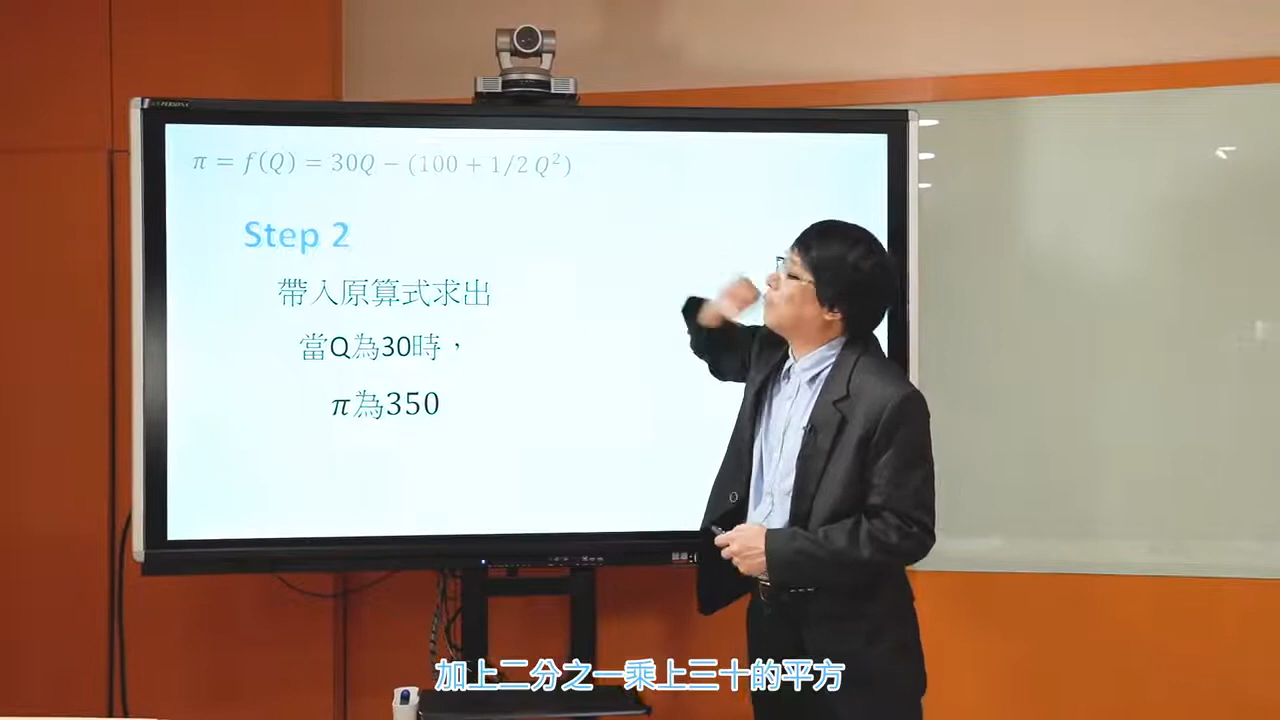 π = f(Q) = 30Q − (100 + 1/2 Q²)
Step 2
帶入原算式求出
當Q為30時，
π為350
加上二分之一乘上三十的平方